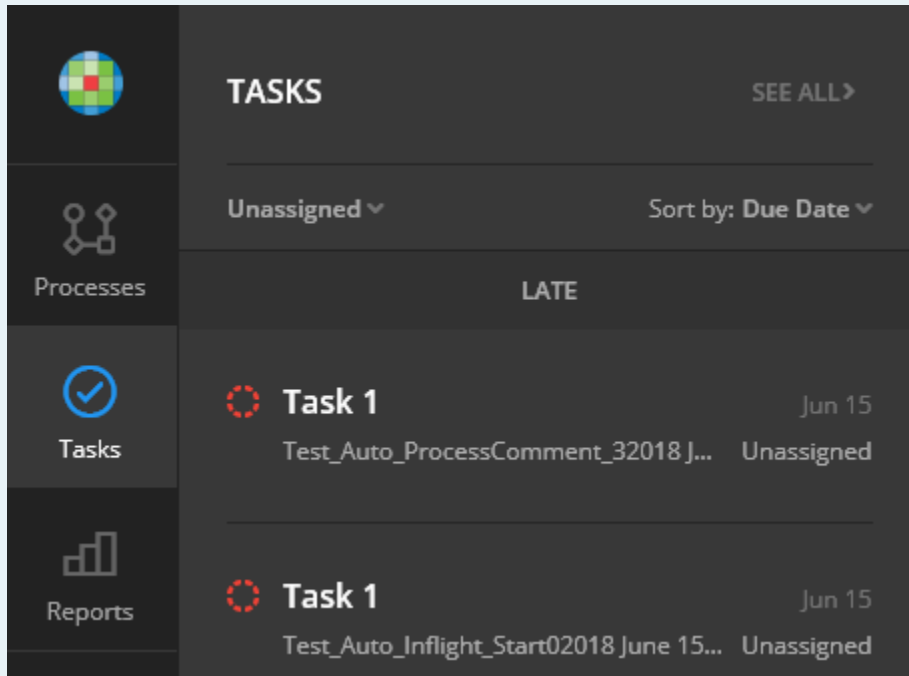 TASKS
SEE ALL
Unassigned
Sort by: Due Date
Processes
LATE
Tasks
Task 1
Jun 15
Test_Auto_ProcessComment_32018 J...
Unassigned
Reports
Task 1
Jun 15
Test_Auto_Inflight_Start02018 June 15...
Unassigned